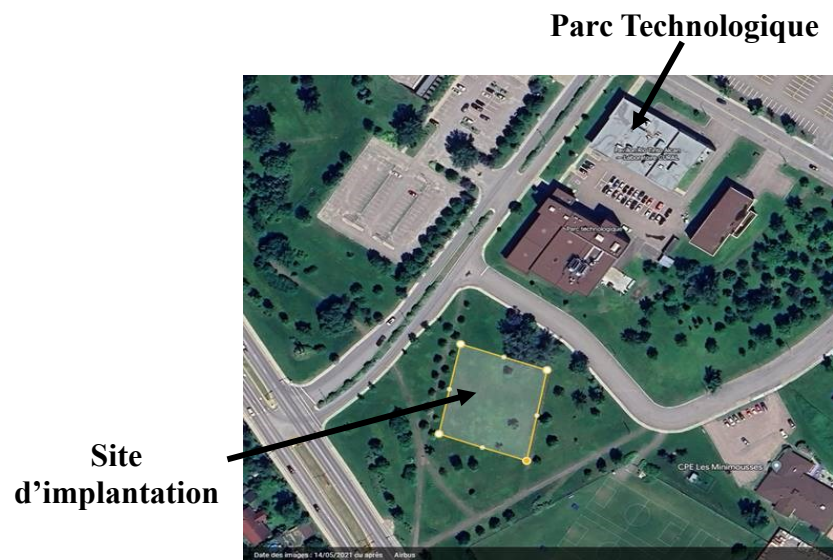 Parc Technologique
Parc technologique
Site
d'implantation
CPE Les Minimousses
Date des images : 14/05/2021 du après Airbus